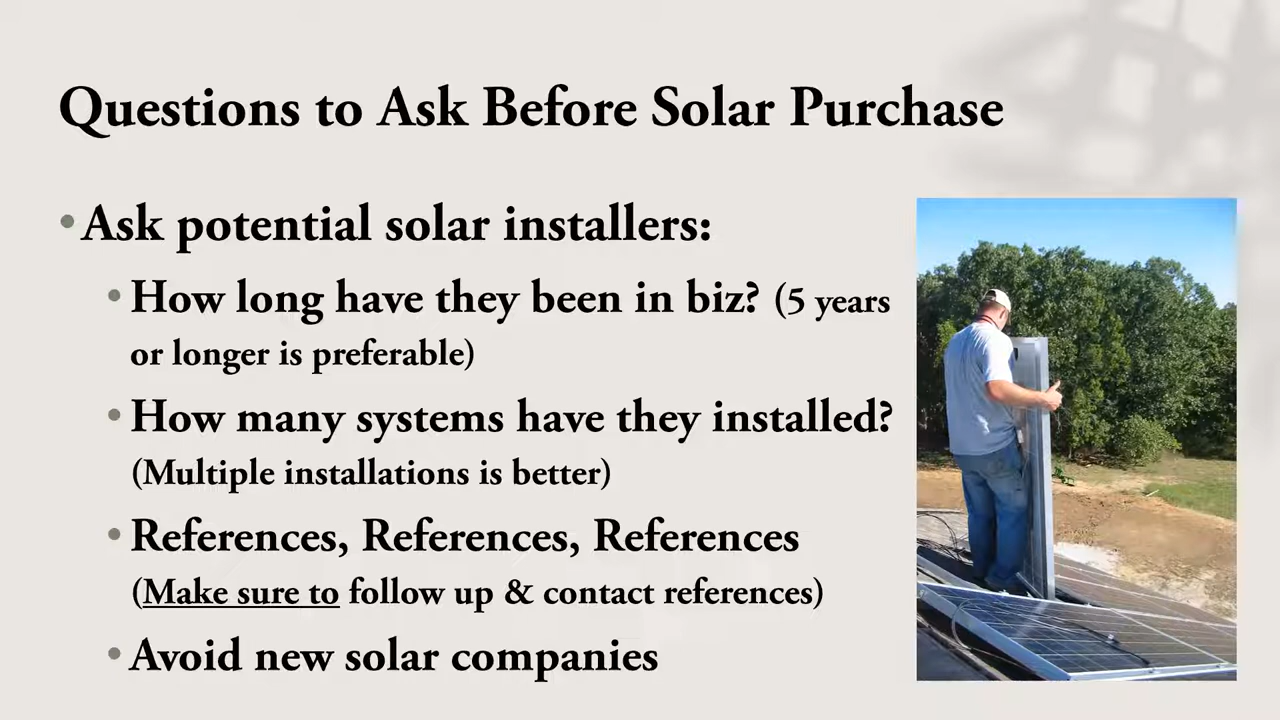 Questions to Ask Before Solar Purchase
•Ask potential solar installers:
•How long have they been in biz? (5 years
or longer is preferable)
•How many systems have they installed?
(Multiple installations is better)
•References, References, References
(Make sure to follow up & contact references)
•Avoid new solar companies